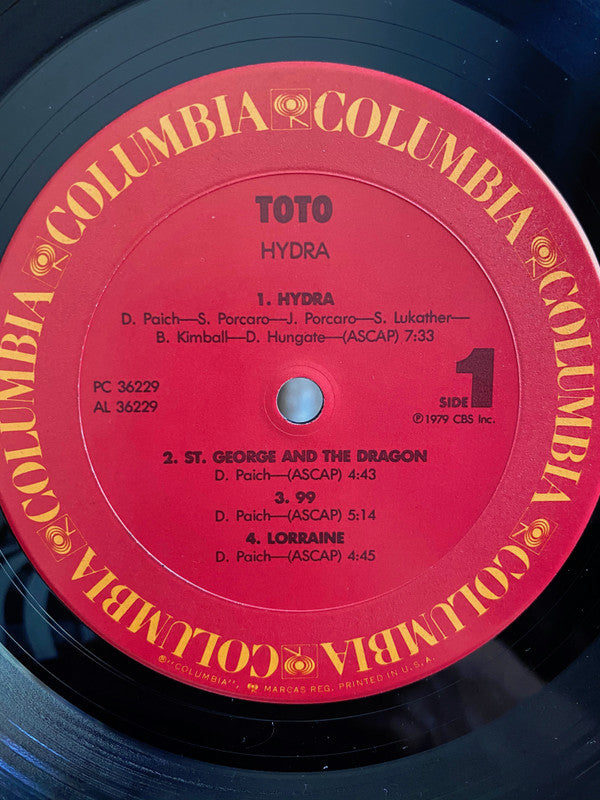 COLUMBIA COLUMBIA COLUMBIA COLUMBIA COLUMBIA COLUMBIA
TOTO
HYDRA
1. HYDRA
D. Paich—S. Porcaro—J. Porcaro—S. Lukather—
B. Kimball—D. Hungate—(ASCAP) 7:33
PC 36229
AL 36229
SIDE 1
℗1979 CBS Inc.
2. ST. GEORGE AND THE DRAGON
D. Paich—(ASCAP) 4:43
3. 99
D. Paich—(ASCAP) 5:14
4. LORRAINE
D. Paich—(ASCAP) 4:45
®"COLUMBIA", MARCAS REG. PRINTED IN U.S.A.